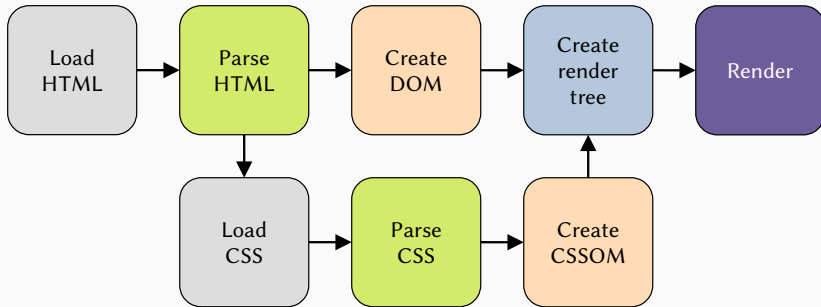 Load
HTML
Parse
HTML
Create
DOM
Create
render
tree
Render
Load
CSS
Parse
CSS
Create
CSSOM